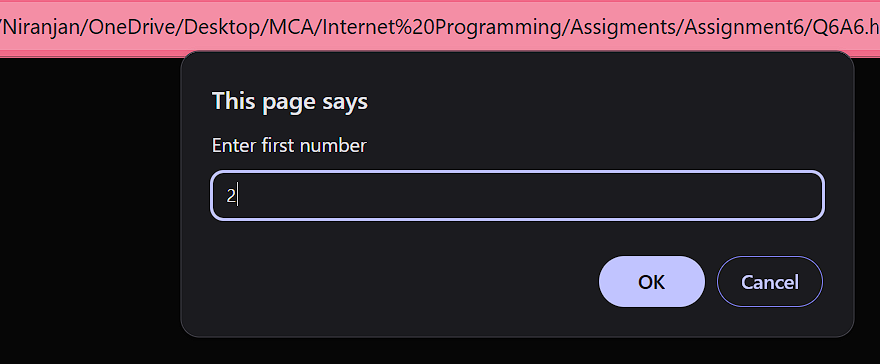 /Niranjan/OneDrive/Desktop/MCA/Internet%20Programming/Assigments/Assignment6/Q6A6.h
This page says
Enter first number
2
OK Cancel